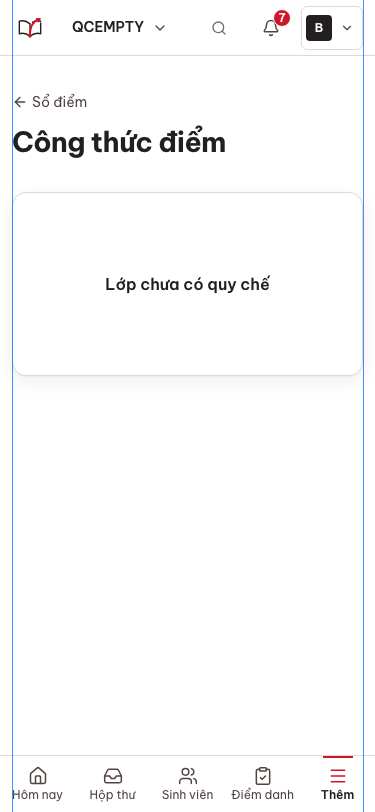 QCEMPTY
7
B
Sổ điểm
Công thức điểm
Lớp chưa có quy chế
Hôm nay
Hộp thư
Sinh viên
Điểm danh
Thêm